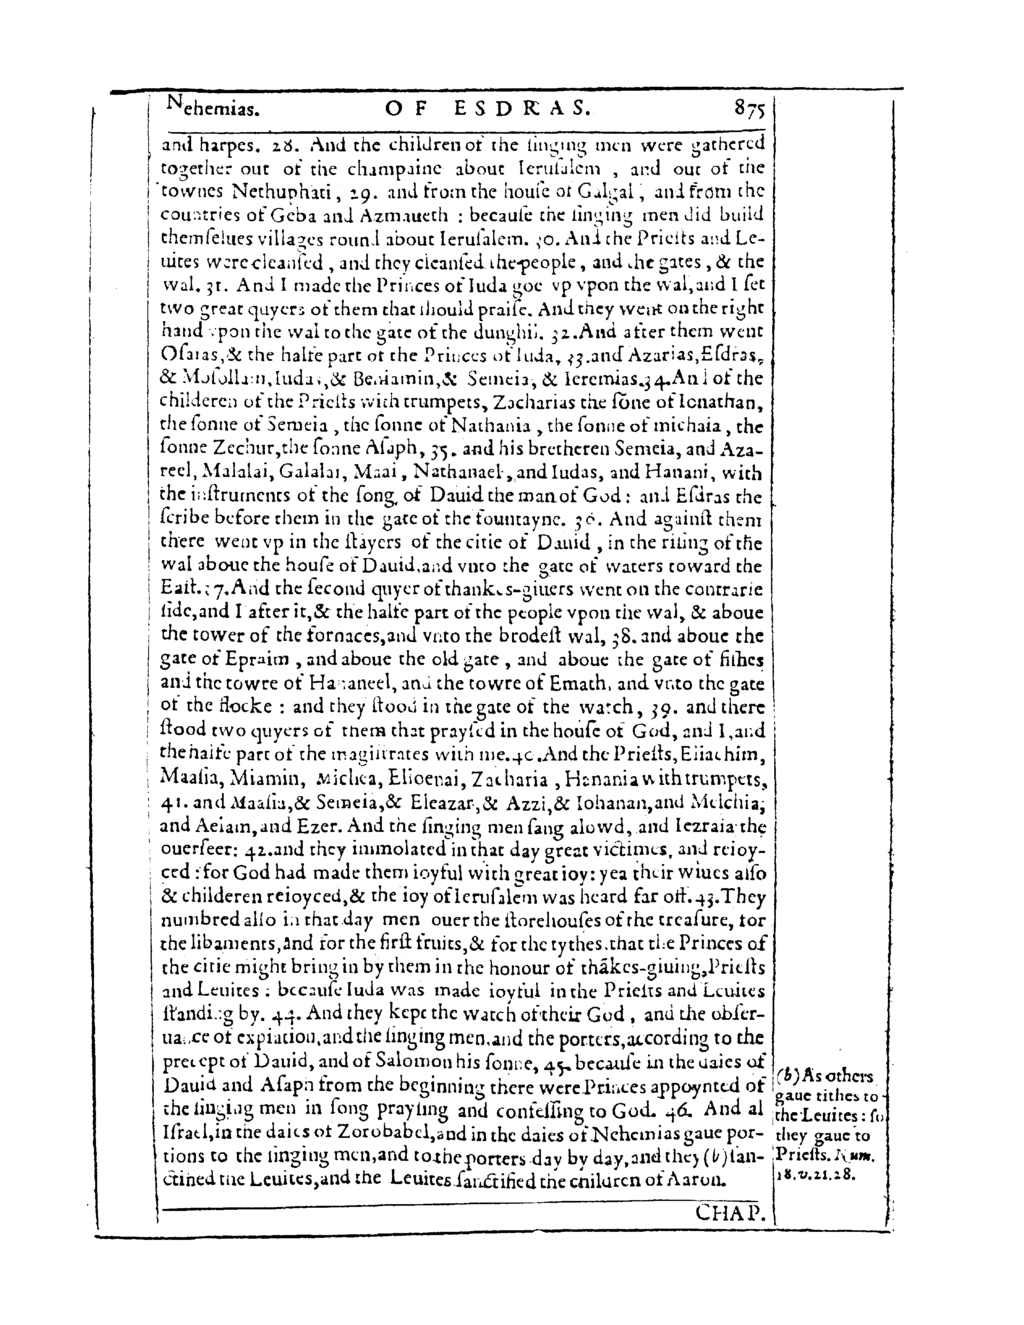 Nehemias. OF ESDRAS. 875
and harpes. 28. And the children of the ſinging men were gathered
together out of the champaine about Ieruſalem , and out of the
townes Nethuphati , 29. and from the houſe of Galgal , and from the
countries of Geba and Azmaueth : becauſe the ſinging men did build
themſelues villages round about Ieruſalem. 30. And the Prieſts and Le-
uites were cleanſed , and they cleanſed the people , and the gates , & the
wal. 31. And I made the Princes of Iuda goe vp vpon the wal, and I ſet
two great quyers of them that ſhould praiſe. And they went on the right
hand vpon the wal to the gate of the dunghil. 32. And after them went
Oſaias, & the halfe part of the Princes of Iuda, 33. and Azarias, Eſdras,
& Moſollam, Iudas, & Beniamin, & Semeia, & Ieremias. 34. And of the
childeren of the Prieſts with trumpets, Zacharias the ſōne of Ionathan,
the ſonne of Semeia , the ſonne of Nathania , the ſonne of michaia , the
ſonne Zechur, the ſonne Aſaph, 35. and his bretheren Semeia, and Aza-
reel, Malalai, Galalai, Maai , Nathanael , and Iudas, and Hanani, with
the inſtruments of the ſong, of Dauid the man of God : and Eſdras the
ſcribe before them in the gate of the fountayne. 36. And againſt them
there went vp in the ſtayers of the citie of Dauid , in the riſing of the
wal aboue the houſe of Dauid, and vnto the gate of waters toward the
Eaſt. 37. And the ſecond quyer of thankes-giuers went on the contrarie
ſide, and I after it, & the halfe part of the people vpon the wal, & aboue
the tower of the fornaces, and vnto the brodeſt wal, 38. and aboue the
gate of Epraim , and aboue the old gate , and aboue the gate of fiſhes
and the towre of Hananeel, and the towre of Emath, and vnto the gate
of the flocke : and they ſtood in the gate of the watch, 39. and there
ſtood two quyers of them that prayſed in the houſe of God, and I, and
the halfe part of the magiſtrates with me. 40. And the Prieſts, Eliachim,
Maaſia, Miamin, Michea, Elioenai, Zacharia , Hanania with trumpets,
41. and Maaſia, & Semeia, & Eleazar, & Azzi, & Iohanan, and Melchia,
and Aelam, and Ezer. And the ſinging men ſang alowd, and Iezraia the
ouerſeer: 42. and they immolated in that day great victimes, and reioy-
ced : for God had made them ioyful with great ioy : yea their wiues alſo
& childeren reioyced, & the ioy of Ieruſalem was heard far off. 43. They
numbred alſo in that day men ouer the ſtorehouſes of the treaſure, for
the libaments, and for the firſt fruits, & for the tythes, that the Princes of
the citie might bring in by them in the honour of thākes-giuing, Prieſts
and Leuites : becauſe Iuda was made ioyful in the Prieſts and Leuites
ſtanding by. 44. And they kept the watch of their God , and the obſer-
uance of expiation, and the ſinging men, and the porters, according to the
precept of Dauid, and of Salomon his ſonne, 45. becauſe in the daies of
Dauid and Aſaph from the beginning there were Princes appoynted of
the ſinging men in ſong prayſing and confeſſing to God. 46. And al
Iſrael, in the daies of Zorobabel, and in the daies of Nehemias gaue por-
tions to the ſinging men, and to the porters day by day, and they (b) ſan-
ctified the Leuites, and the Leuites ſanctified the children of Aaron.
(b) As others
gaue tithes to
the Leuites : ſo
they gaue to
Prieſts. Num.
18. v. 21. 28.
CHAP.